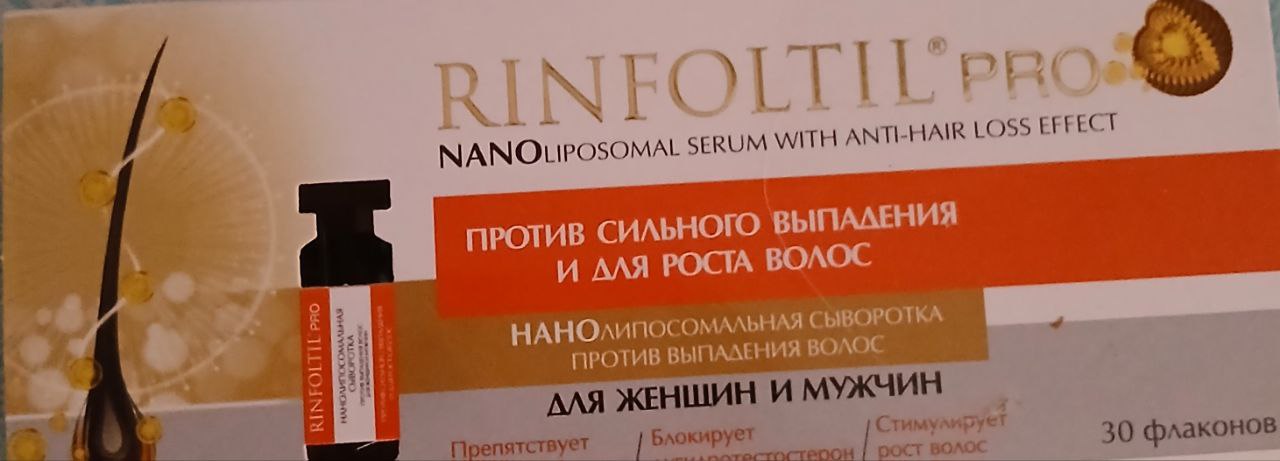 RINFOLTIL® PRO
NANOLIPOSOMAL SERUM WITH ANTI-HAIR LOSS EFFECT
ПРОТИВ СИЛЬНОГО ВЫПАДЕНИЯ
И ДЛЯ РОСТА ВОЛОС
НАНОЛИПОСОМАЛЬНАЯ СЫВОРОТКА
ПРОТИВ ВЫПАДЕНИЯ ВОЛОС
ДЛЯ ЖЕНЩИН И МУЖЧИН
Препятствует
Блокирует
Стимулирует
рост волос
30 флаконов
RINFOLTIL PRO
НАНОЛИПОСОМАЛЬНАЯ
СЫВОРОТКА